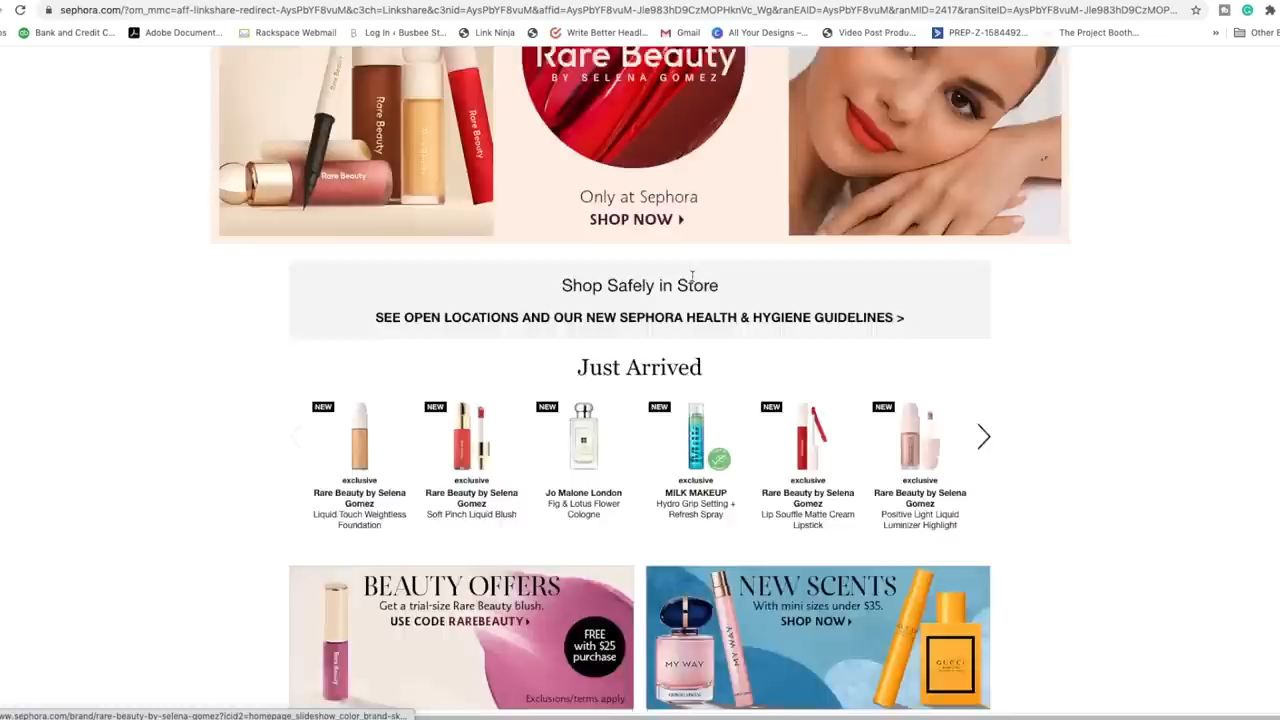 sephora.com/?om_mmc=aff-linkshare-redirect-AysPbYF8vuM&c3ch=Linkshare&c3nid=AysPbYF8vuM&affid=AysPbYF8vuM-Jle983hD9CzMOPHknVc_Wg&ranEAID=AysPbYF8vuM&ranMID=2417&ranSiteID=AysPbYF8vuM-Jle983hD9CzMOP...
Bank and Credit C... Adobe Document... Rackspace Webmail Log In ‹ Busbee St... Link Ninja Write Better Headl... Gmail All Your Designs –... Video Post Produ... PREP-Z-1584492... The Project Booth... » Other
Rare Beauty
BY SELENA GOMEZ
Rare Beauty
Rare Beauty
Rare Beauty
Only at Sephora
SHOP NOW
Shop Safely in Store
SEE OPEN LOCATIONS AND OUR NEW SEPHORA HEALTH & HYGIENE GUIDELINES >
Just Arrived
NEW NEW NEW NEW NEW NEW
exclusive exclusive exclusive exclusive exclusive
Rare Beauty by Selena Gomez
Liquid Touch Weightless Foundation
Rare Beauty by Selena Gomez
Soft Pinch Liquid Blush
Jo Malone London
Fig & Lotus Flower Cologne
MILK MAKEUP
Hydro Grip Setting + Refresh Spray
Rare Beauty by Selena Gomez
Lip Souffle Matte Cream Lipstick
Rare Beauty by Selena Gomez
Positive Light Liquid Luminizer Highlight
BEAUTY OFFERS
Get a trial-size Rare Beauty blush.
USE CODE RAREBEAUTY
FREE
with $25
purchase
Exclusions/terms apply.
Rare Beauty
NEW SCENTS
With mini sizes under $35.
SHOP NOW
MY WAY
MY WAY
GUCCI
www.sephora.com/brand/rare-beauty-by-selena-gomez?icid2=homepage_slideshow_color_brand-sk...